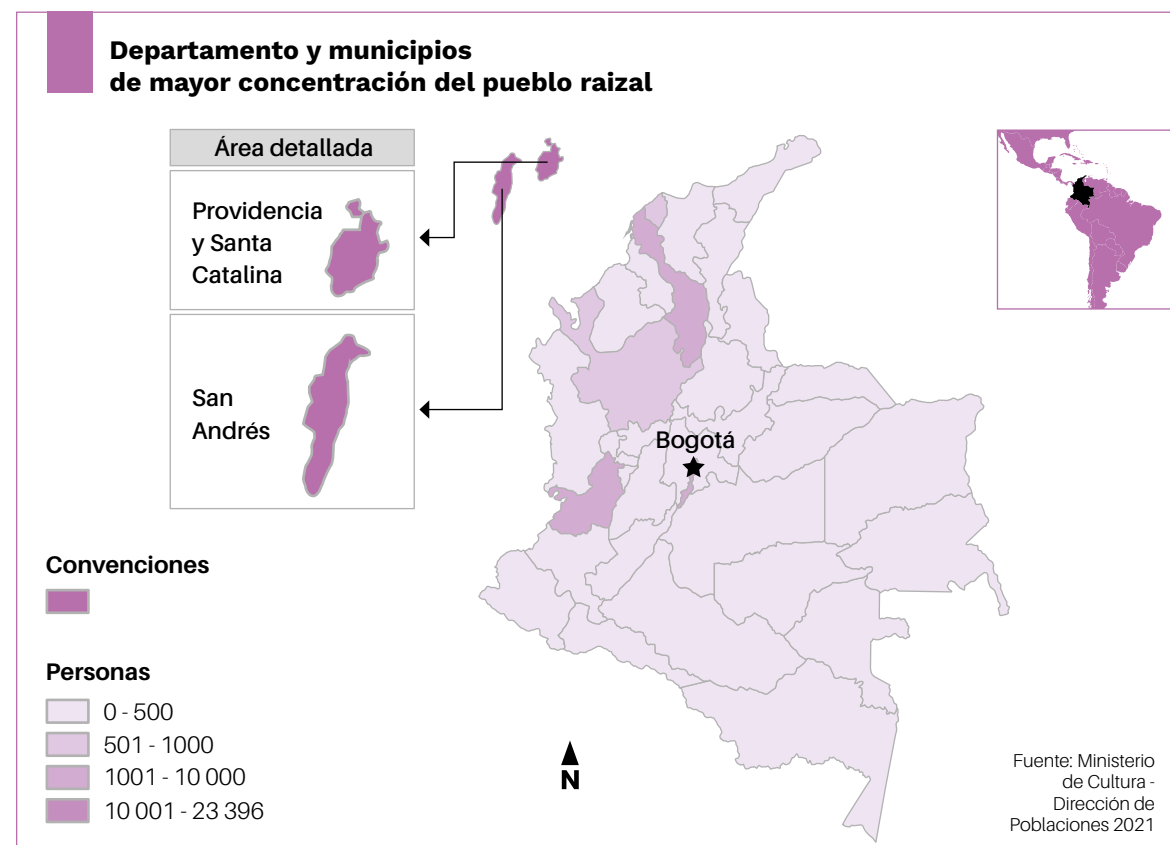 Departamento y municipios
de mayor concentración del pueblo raizal
Área detallada
Providencia
y Santa
Catalina
San
Andrés
Bogotá
Convenciones
Personas
0 - 500
501 - 1000
1001 - 10 000
10 001 - 23 396
N
Fuente: Ministerio
de Cultura -
Dirección de
Poblaciones 2021